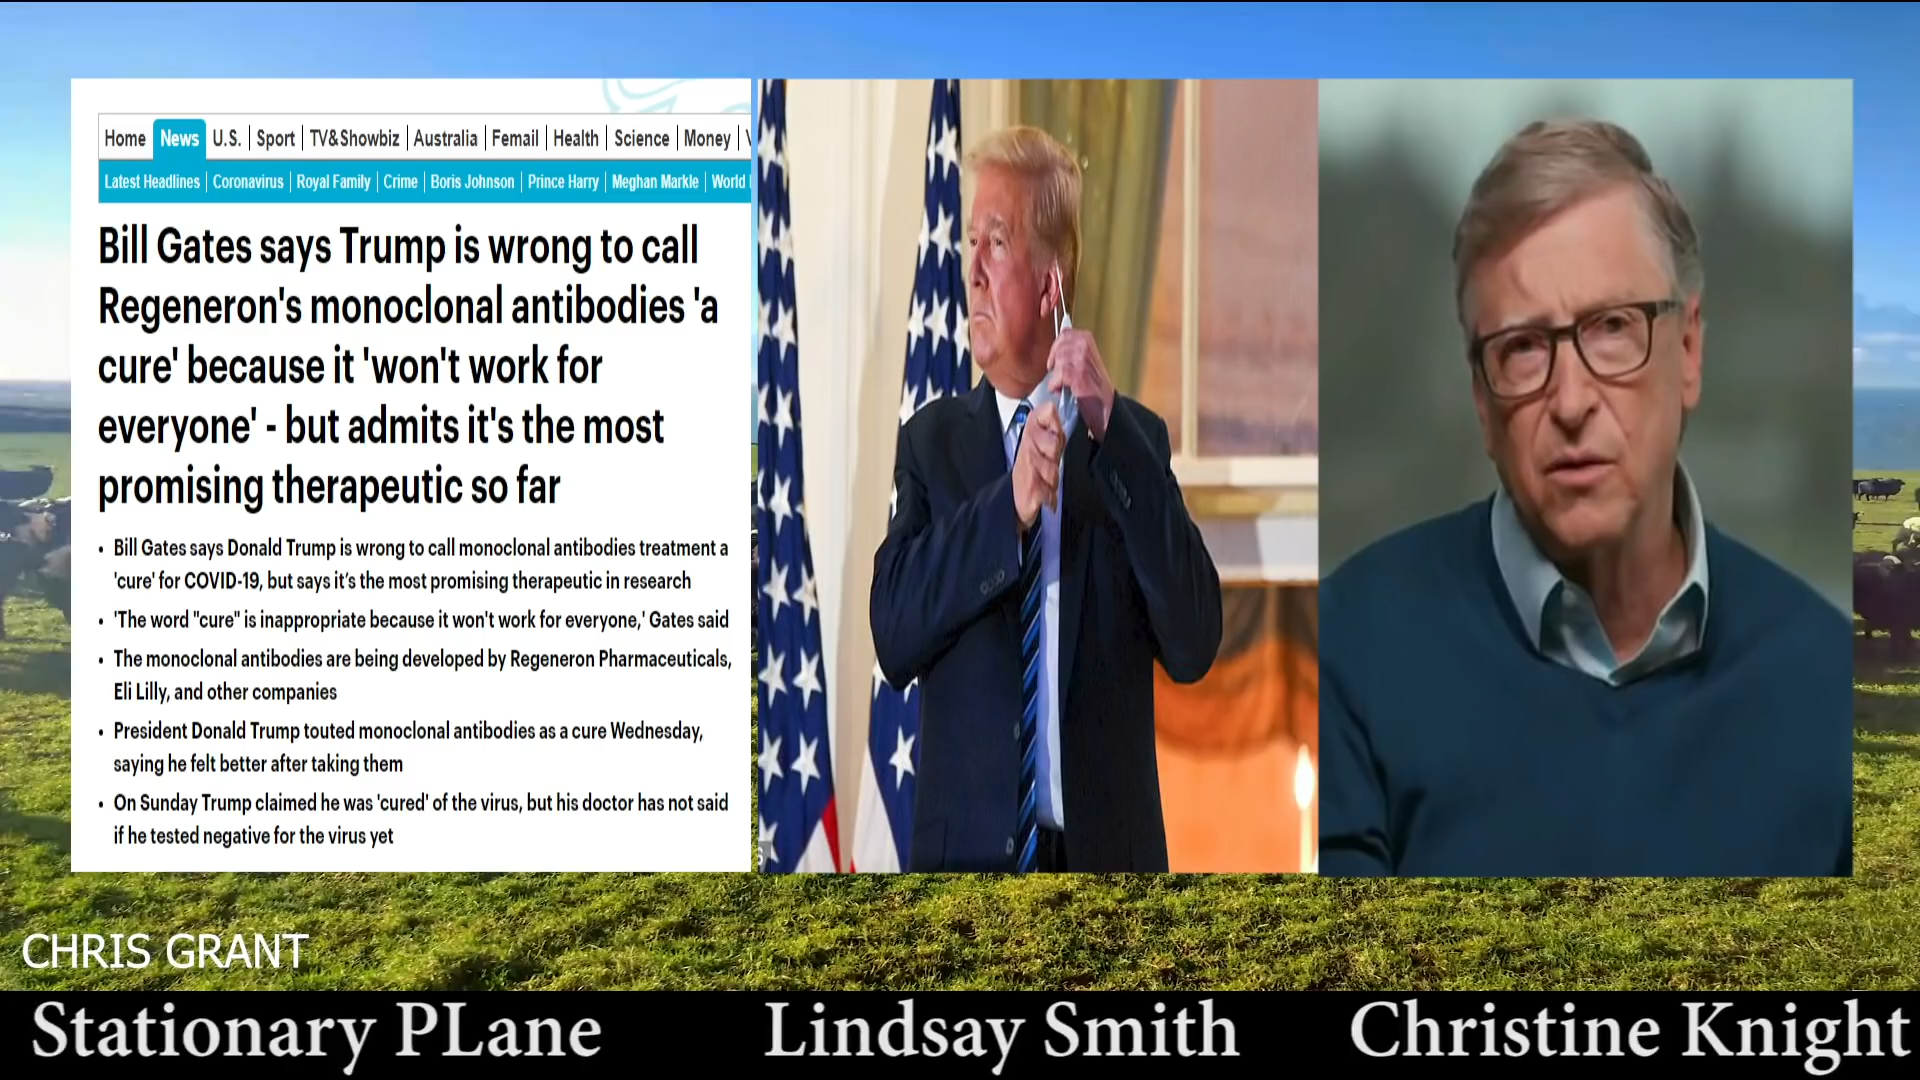 Home News U.S. Sport TV&Showbiz Australia Femail Health Science Money
Latest Headlines Coronavirus Royal Family Crime Boris Johnson Prince Harry Meghan Markle World
Bill Gates says Trump is wrong to call
Regeneron's monoclonal antibodies 'a
cure' because it 'won't work for
everyone' - but admits it's the most
promising therapeutic so far
• Bill Gates says Donald Trump is wrong to call monoclonal antibodies treatment a
'cure' for COVID-19, but says it's the most promising therapeutic in research
• 'The word "cure" is inappropriate because it won't work for everyone,' Gates said
• The monoclonal antibodies are being developed by Regeneron Pharmaceuticals,
Eli Lilly, and other companies
• President Donald Trump touted monoclonal antibodies as a cure Wednesday,
saying he felt better after taking them
• On Sunday Trump claimed he was 'cured' of the virus, but his doctor has not said
if he tested negative for the virus yet
CHRIS GRANT
Stationary PLane Lindsay Smith Christine Knight